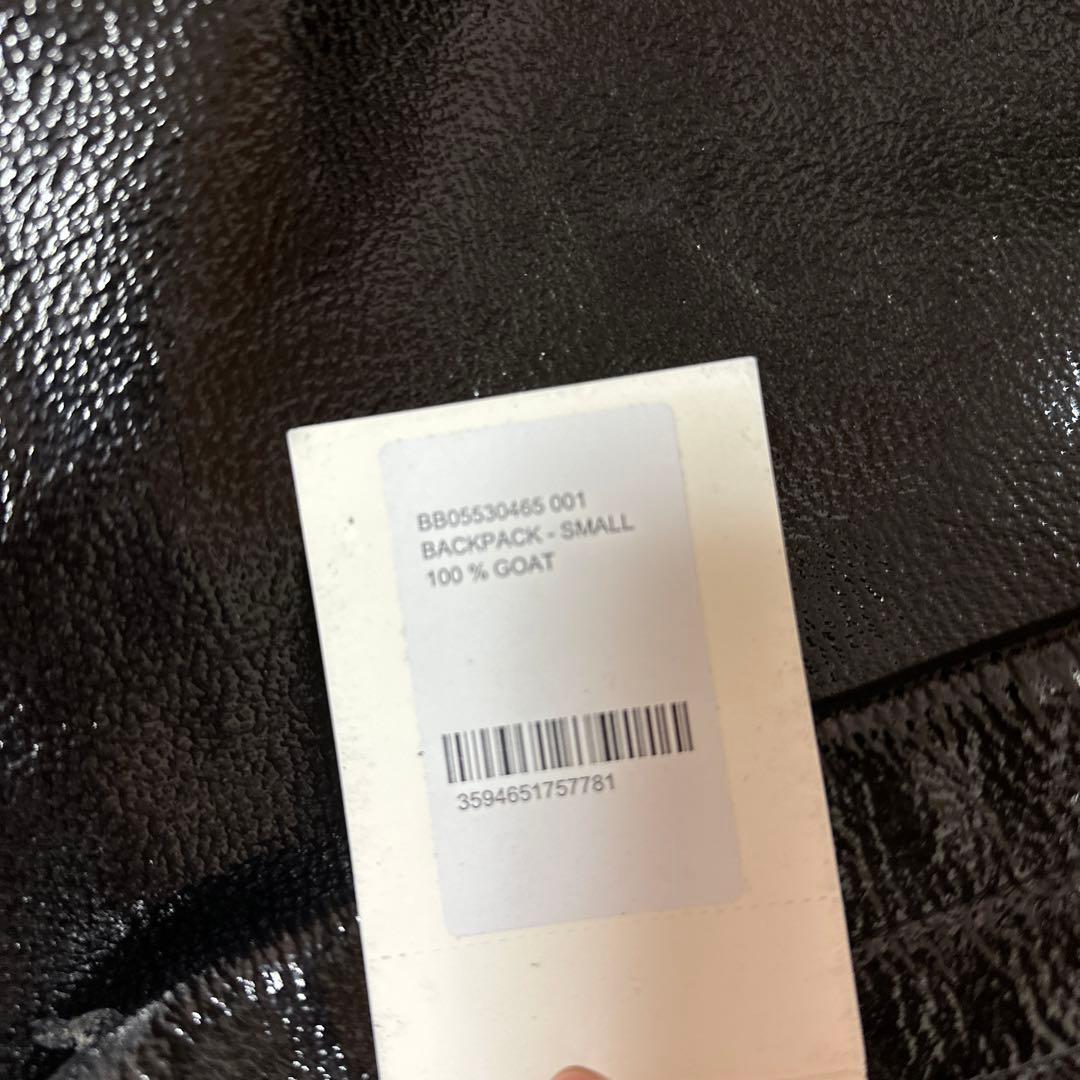 BB05530465 001
BACKPACK - SMALL
100 % GOAT
3594651757781